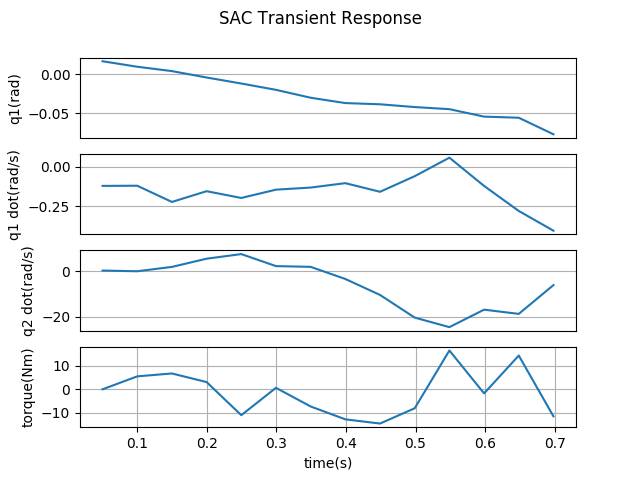 SAC Transient Response
q1(rad)
0.00
−0.05
q1 dot(rad/s)
0.00
−0.25
q2 dot(rad/s)
0
−20
torque(Nm)
10
0
−10
0.1 0.2 0.3 0.4 0.5 0.6 0.7
time(s)